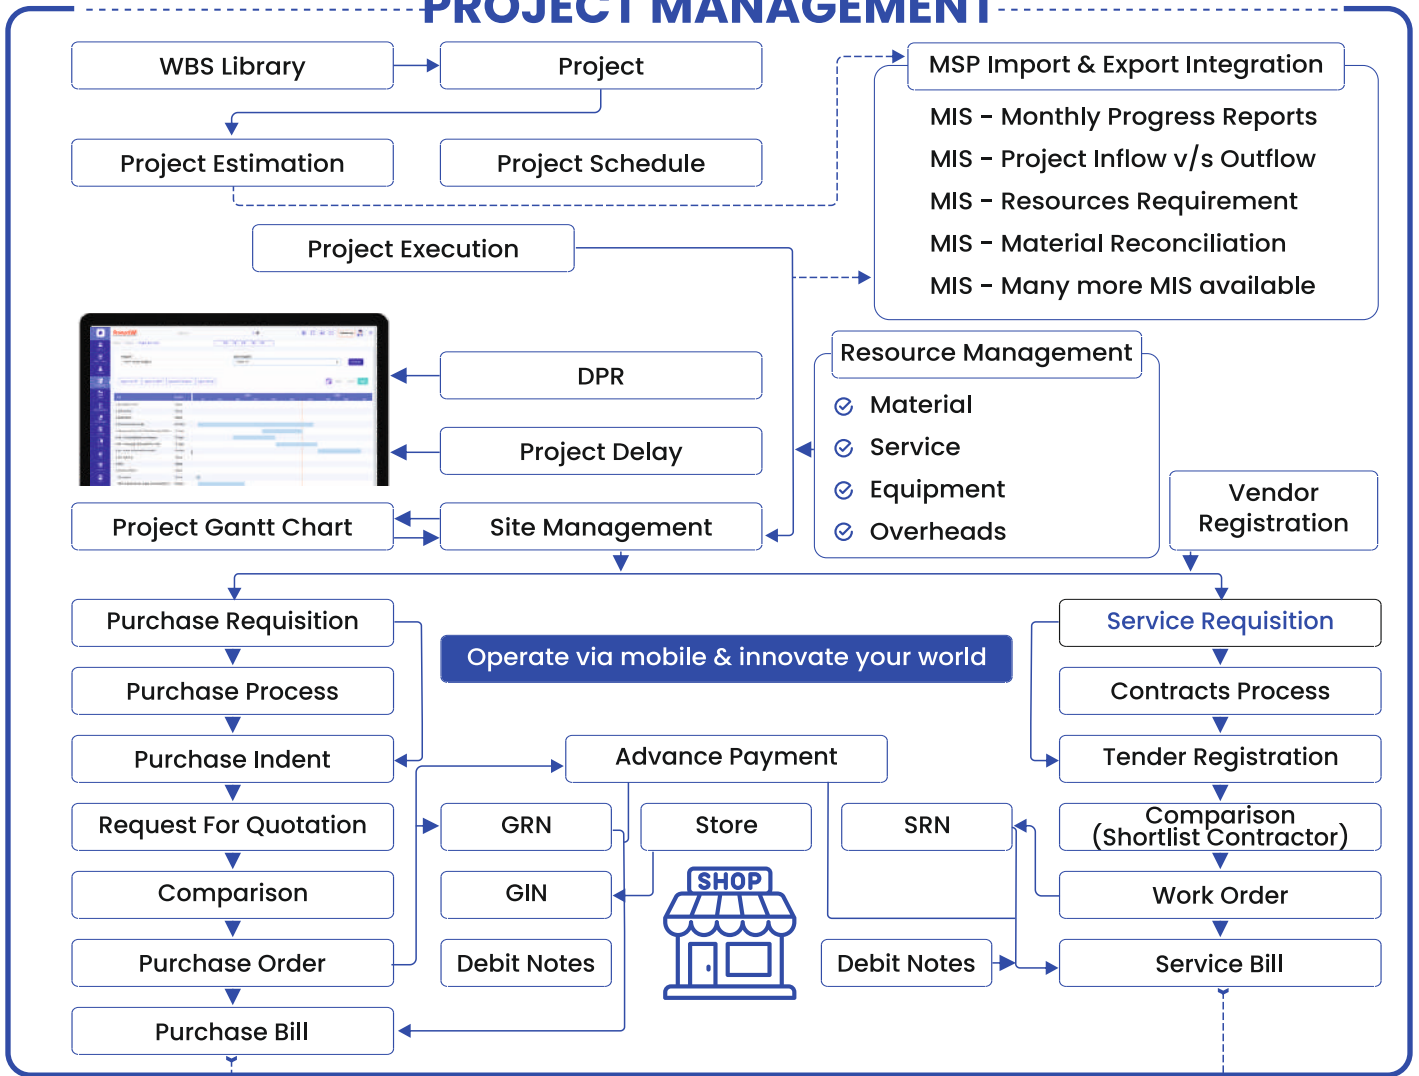 PROJECT MANAGEMENT
WBS Library
Project
MSP Import & Export Integration
MIS - Monthly Progress Reports
MIS - Project Inflow v/s Outflow
MIS - Resources Requirement
MIS - Material Reconciliation
MIS - Many more MIS available
Project Estimation
Project Schedule
Project Execution
Resource Management
Material
Service
Equipment
Overheads
DPR
Project Delay
Project Gantt Chart
Site Management
Vendor
Registration
Purchase Requisition
Service Requisition
Operate via mobile & innovate your world
Purchase Process
Contracts Process
Purchase Indent
Advance Payment
Tender Registration
Request For Quotation
GRN
Store
SRN
Comparison
(Shortlist Contractor)
Comparison
GIN
SHOP
Work Order
Purchase Order
Debit Notes
Debit Notes
Service Bill
Purchase Bill